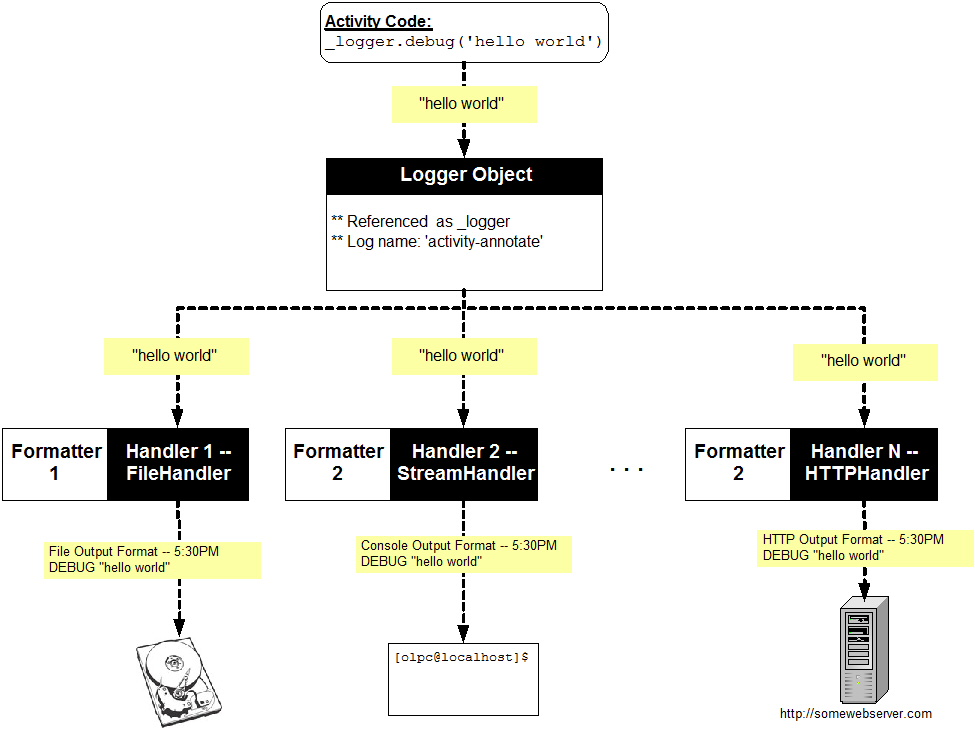 Activity Code:
_logger.debug('hello world')
"hello world"
Logger Object
** Referenced as _logger
** Log name: 'activity-annotate'
"hello world"
"hello world"
"hello world"
Formatter
1
Handler 1 --
FileHandler
Formatter
2
Handler 2 --
StreamHandler
. . .
Formatter
2
Handler N --
HTTPHandler
File Output Format -- 5:30PM
DEBUG "hello world"
Console Output Format -- 5:30PM
DEBUG "hello world"
HTTP Output Format -- 5:30PM
DEBUG "hello world"
[olpc@localhost]$
http://somewebserver.com